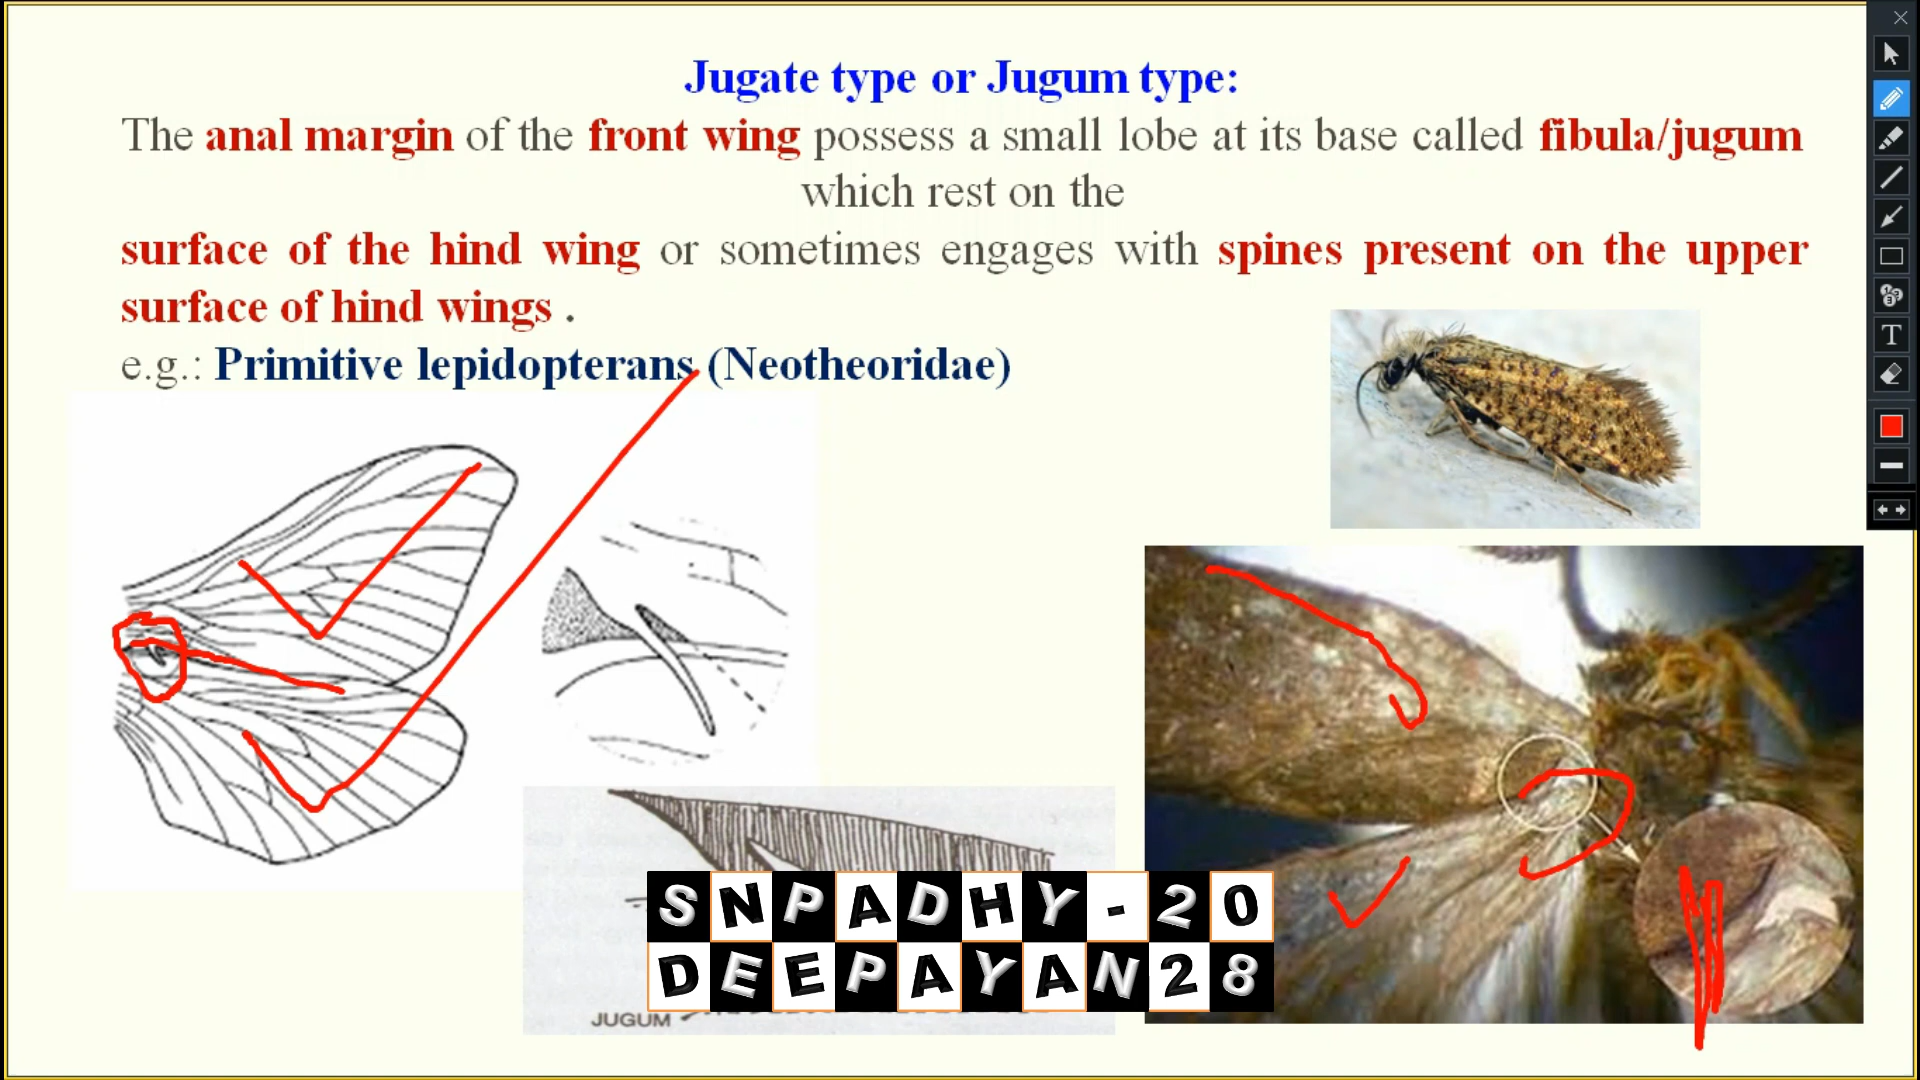 Jugate type or Jugum type:
The anal margin of the front wing possess a small lobe at its base called fibula/jugum
which rest on the
surface of the hind wing or sometimes engages with spines present on the upper
surface of hind wings .
e.g.: Primitive lepidopterans (Neotheoridae)
SNPADHY-20
DEEPAYAN28
JUGUM
T